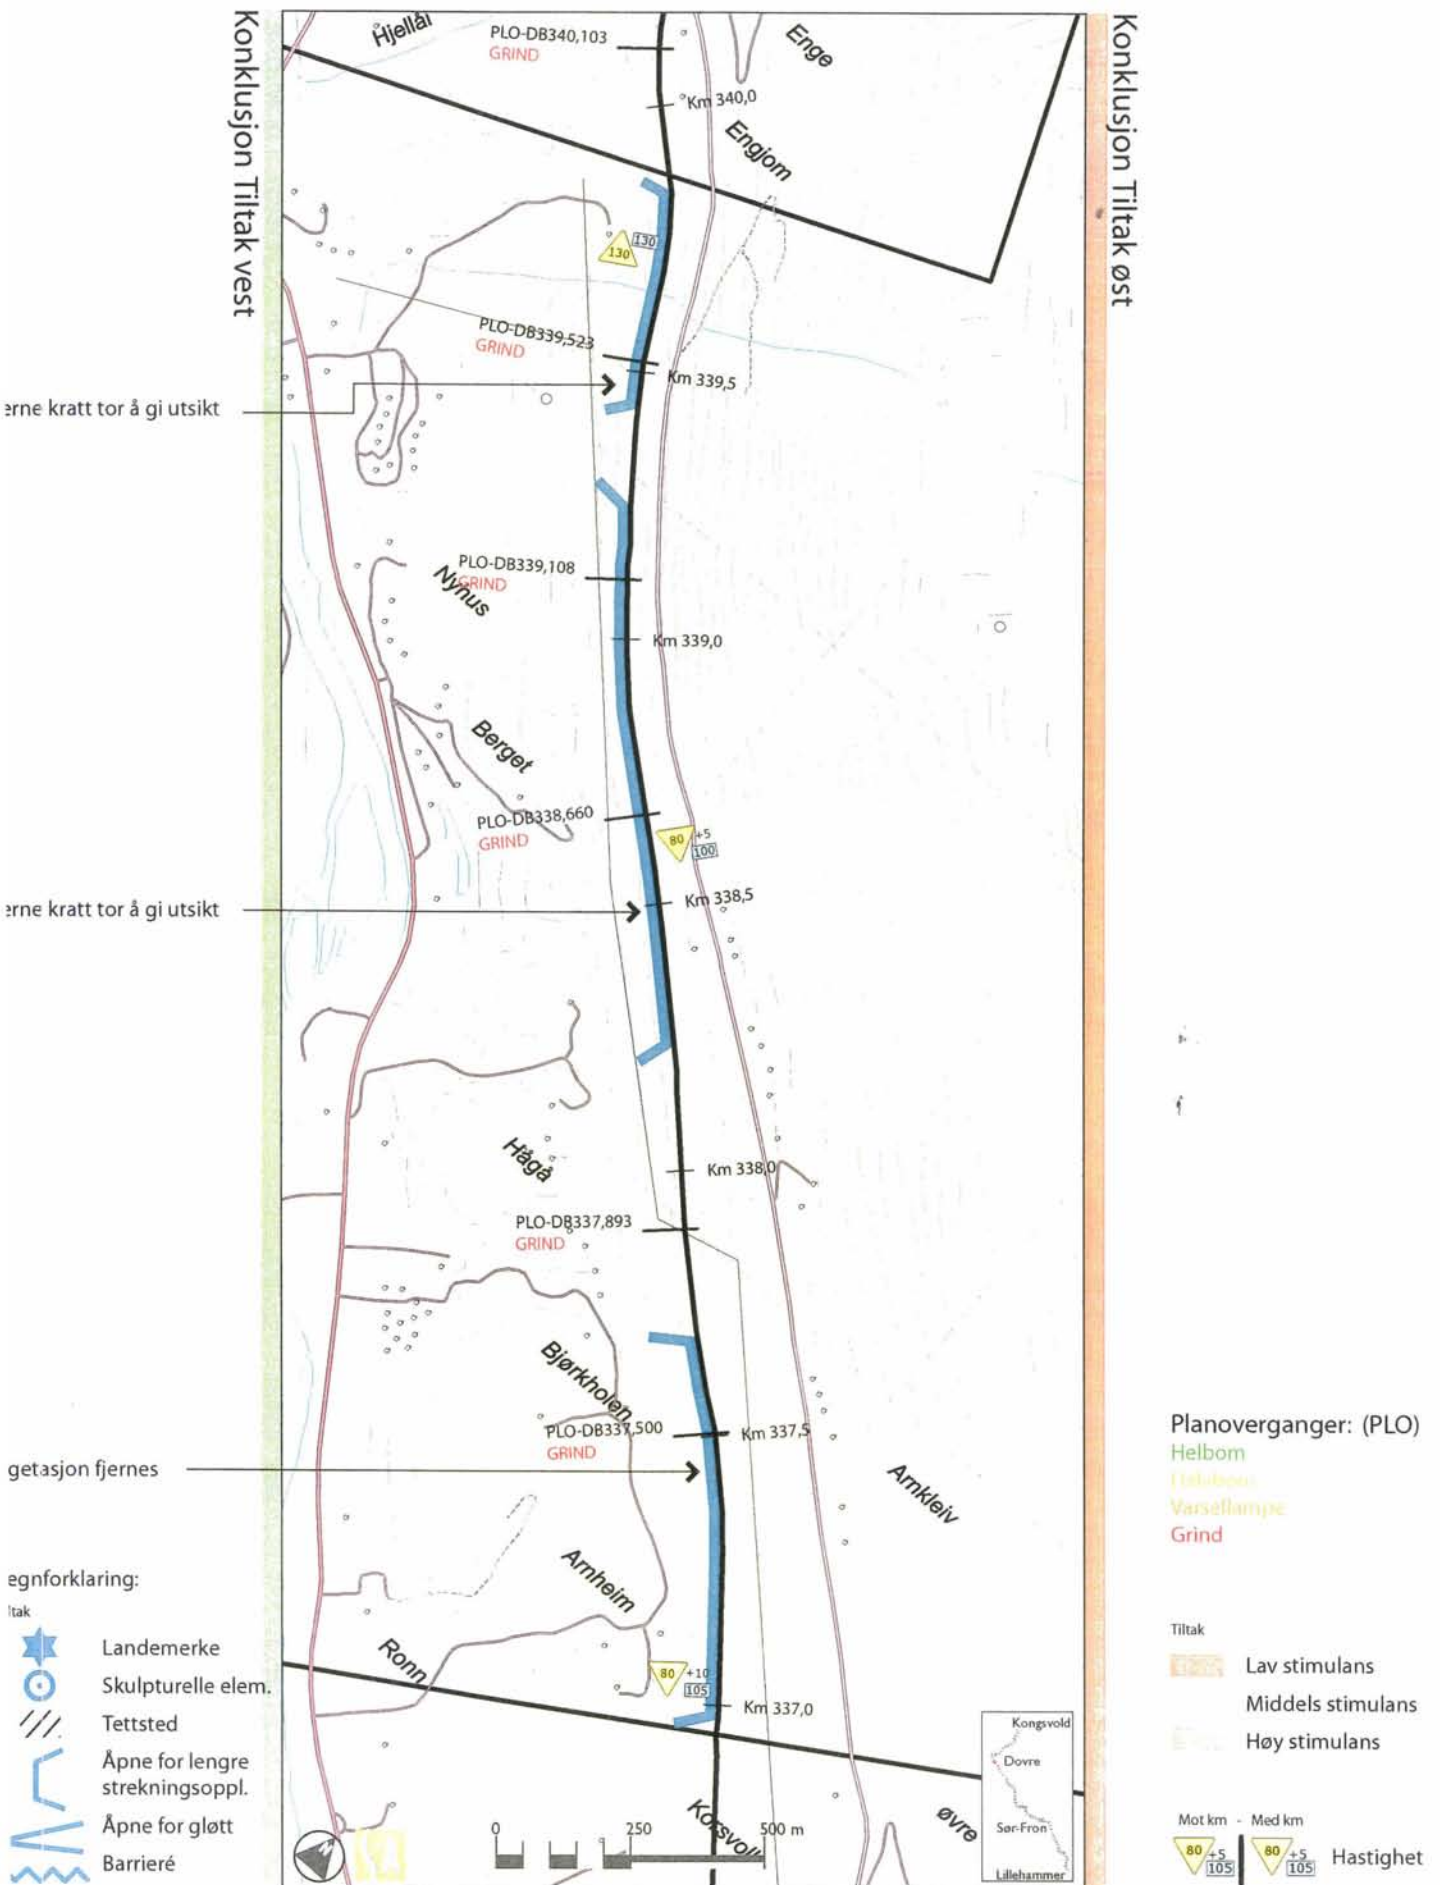 Konklusjon Tiltak vest
Konklusjon Tiltak øst
Hjellål
PLO-DB340,103
GRIND
Enge
Km 340,0
Engjom
130
130
PLO-DB339,523
GRIND
Km 339,5
erne kratt tor å gi utsikt
PLO-DB339,108
GRIND
Nyhus
Km 339,0
Berget
PLO-DB338,660
GRIND
80 +5
100
Km 338,5
erne kratt tor å gi utsikt
Hågå
Km 338,0
PLO-DB337,893
GRIND
Bjørkholen
PLO-DB337,500
GRIND
Km 337,5
getasjon fjernes
Arnkleiv
Arnheim
Ronn
80 +10
105
Km 337,0
Korsvoll
øvre
egnforklaring:
ltak
Landemerke
Skulpturelle elem.
Tettsted
Åpne for lengre
strekningsoppl.
Åpne for gløtt
Barrieré
0 250 500 m
Kongsvold
Dovre
Sør-Fron
Lillehammer
Planoverganger: (PLO)
Helbom
Varsellampe
Grind
Tiltak
Lav stimulans
Middels stimulans
Høy stimulans
Mot km - Med km
80 +5 105 80 +5 105 Hastighet